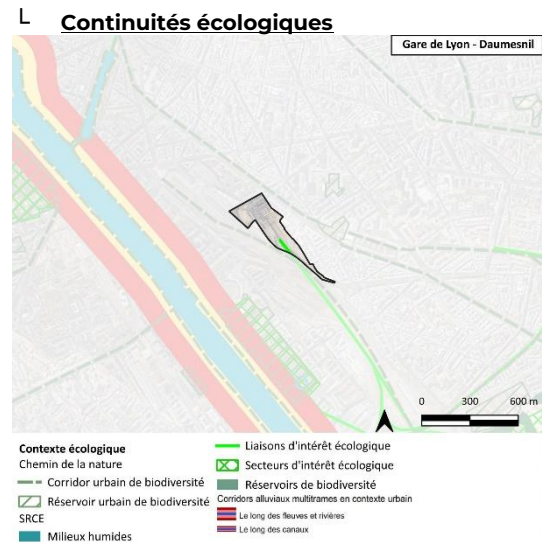 L
Continuités écologiques
Gare de Lyon - Daumesnil
0 300 600 m
Contexte écologique
Chemin de la nature
Corridor urbain de biodiversité
Réservoir urbain de biodiversité
SRCE
Milieux humides
Liaisons d'intérêt écologique
Secteurs d'intérêt écologique
Réservoirs de biodiversité
Corridors alluviaux multitrames en contexte urbain
Le long des fleuves et rivières
Le long des canaux